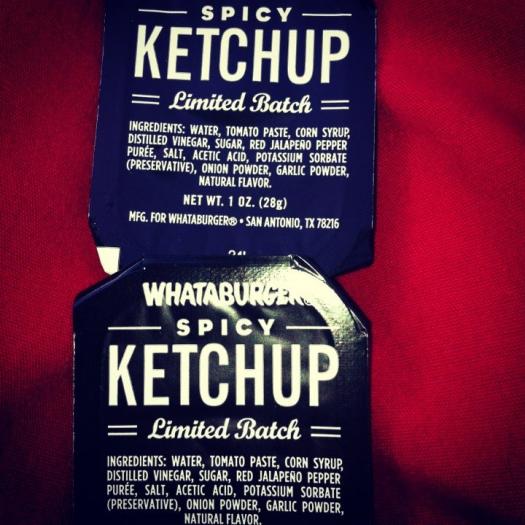 SPICY
KETCHUP
Limited Batch
INGREDIENTS: WATER, TOMATO PASTE, CORN SYRUP,
DISTILLED VINEGAR, SUGAR, RED JALAPEÑO PEPPER
PURÉE, SALT, ACETIC ACID, POTASSIUM SORBATE
(PRESERVATIVE), ONION POWDER, GARLIC POWDER,
NATURAL FLAVOR.
NET WT. 1 OZ. (28g)
MFG. FOR WHATABURGER® • SAN ANTONIO, TX 78216
WHATABURGER®
SPICY
KETCHUP
Limited Batch
INGREDIENTS: WATER, TOMATO PASTE, CORN SYRUP,
DISTILLED VINEGAR, SUGAR, RED JALAPEÑO PEPPER
PURÉE, SALT, ACETIC ACID, POTASSIUM SORBATE
(PRESERVATIVE), ONION POWDER, GARLIC POWDER,
NATURAL FLAVOR.